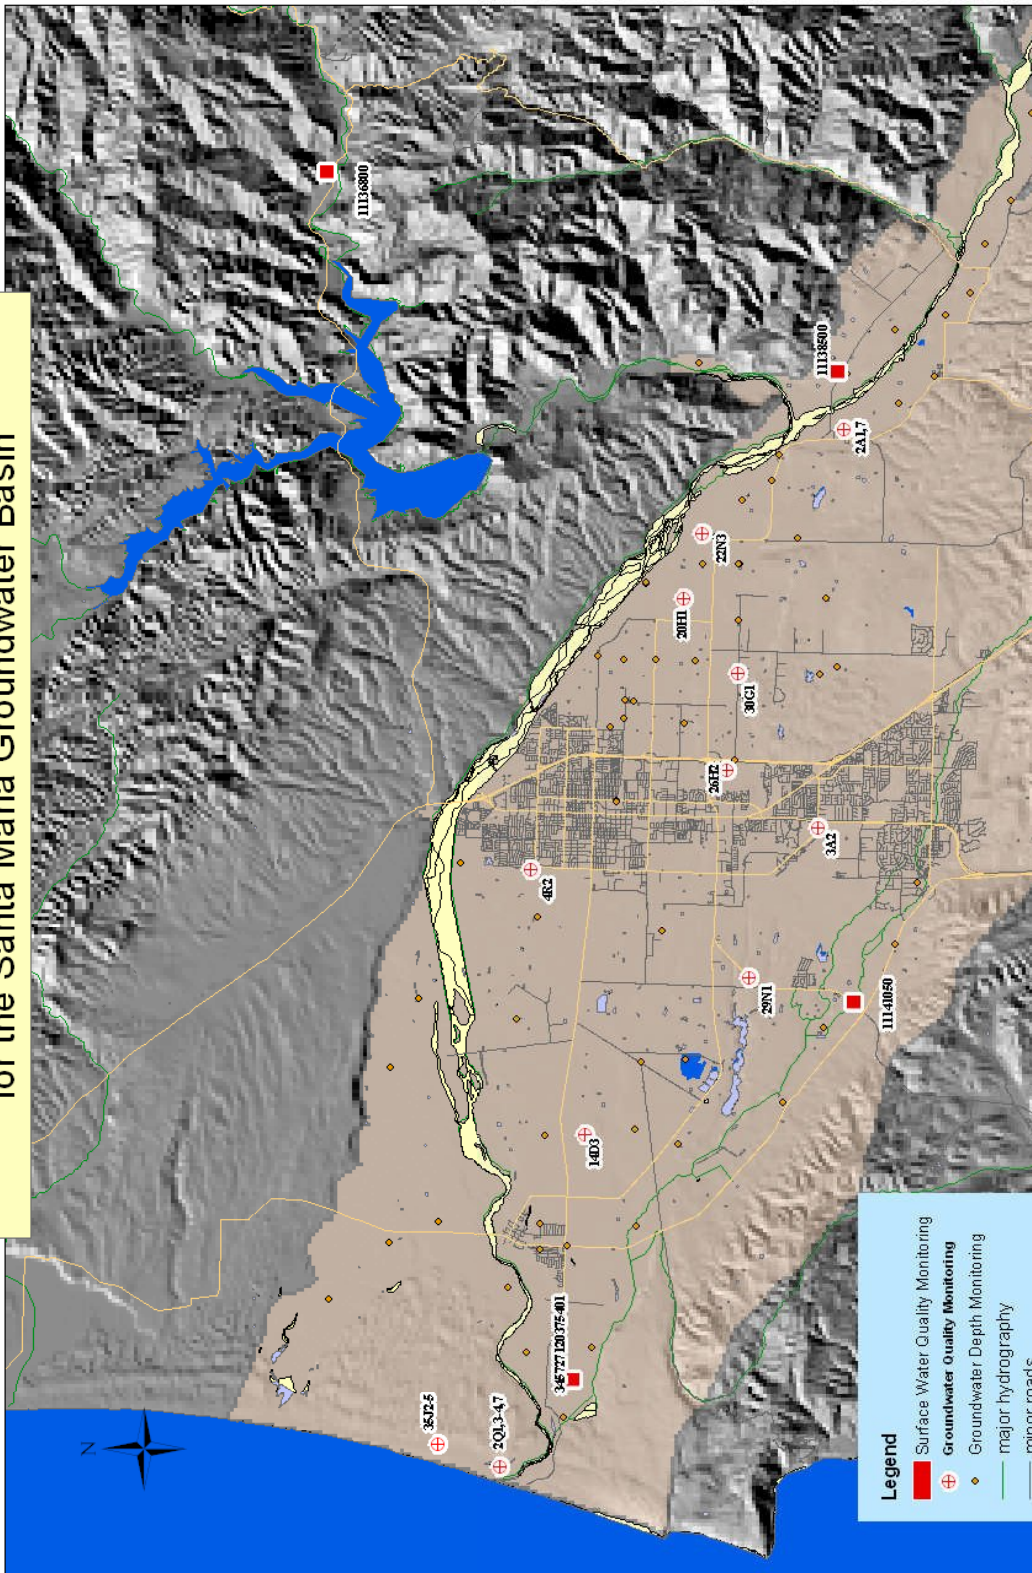 for the Santa Maria Groundwater Basin
11136800
11138500
2A1,7
22N3
20H1
30G1
26H2
3A2
4R2
29N1
11141050
14D3
345727120375401
35J2-5
2Q1,3-4,7
N
Legend
Surface Water Quality Monitoring
Groundwater Quality Monitoring
Groundwater Depth Monitoring
major hydrography
minor roads